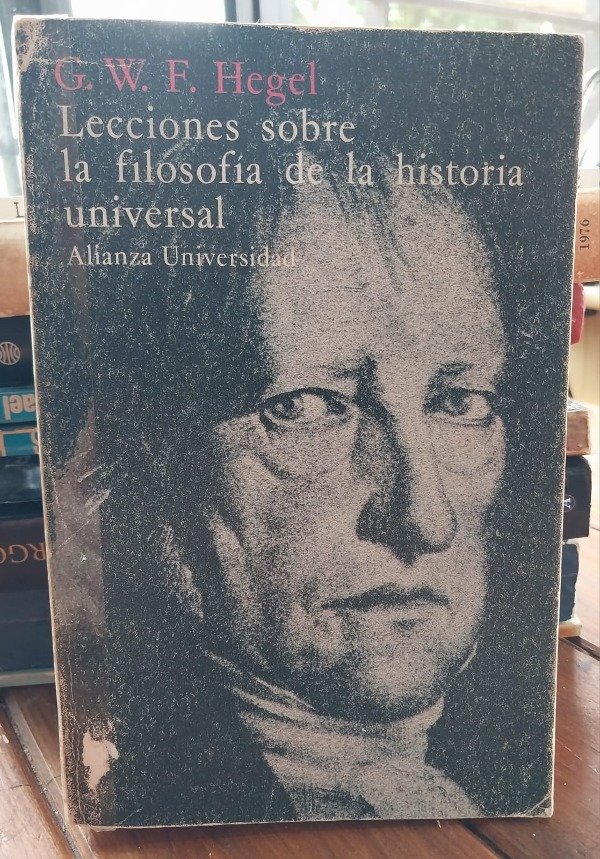 G. W. F. Hegel
Lecciones sobre
la filosofía de la historia
universal
Alianza Universidad
1976